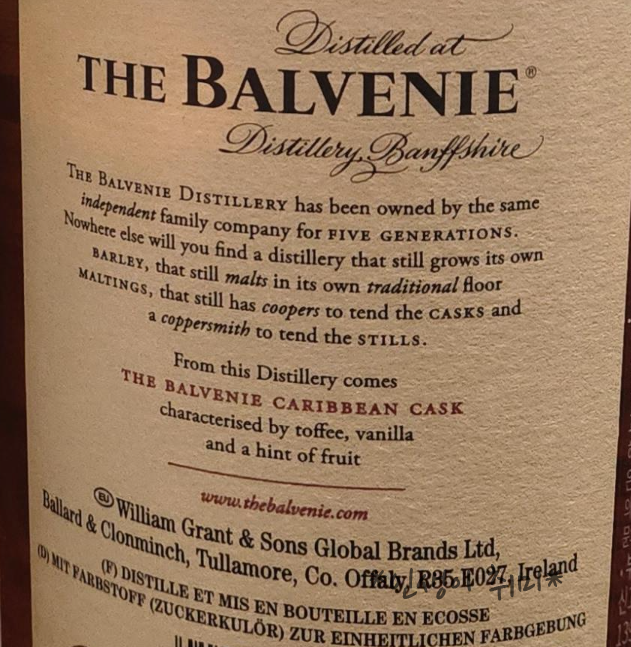 Distilled at
THE BALVENIE®
Distillery, Banffshire
THE BALVENIE DISTILLERY has been owned by the same
independent family company for FIVE GENERATIONS.
Nowhere else will you find a distillery that still grows its own
BARLEY, that still malts in its own traditional floor
MALTINGS, that still has coopers to tend the CASKS and
a coppersmith to tend the STILLS.
From this Distillery comes
THE BALVENIE CARIBBEAN CASK
characterised by toffee, vanilla
and a hint of fruit
www.thebalvenie.com
EU William Grant & Sons Global Brands Ltd,
Ballard & Clonminch, Tullamore, Co. Offaly, R35 E027, Ireland
(F) DISTILLE ET MIS EN BOUTEILLE EN ECOSSE
(D) MIT FARBSTOFF (ZUCKERKULÖR) ZUR EINHEITLICHEN FARBGEBUNG